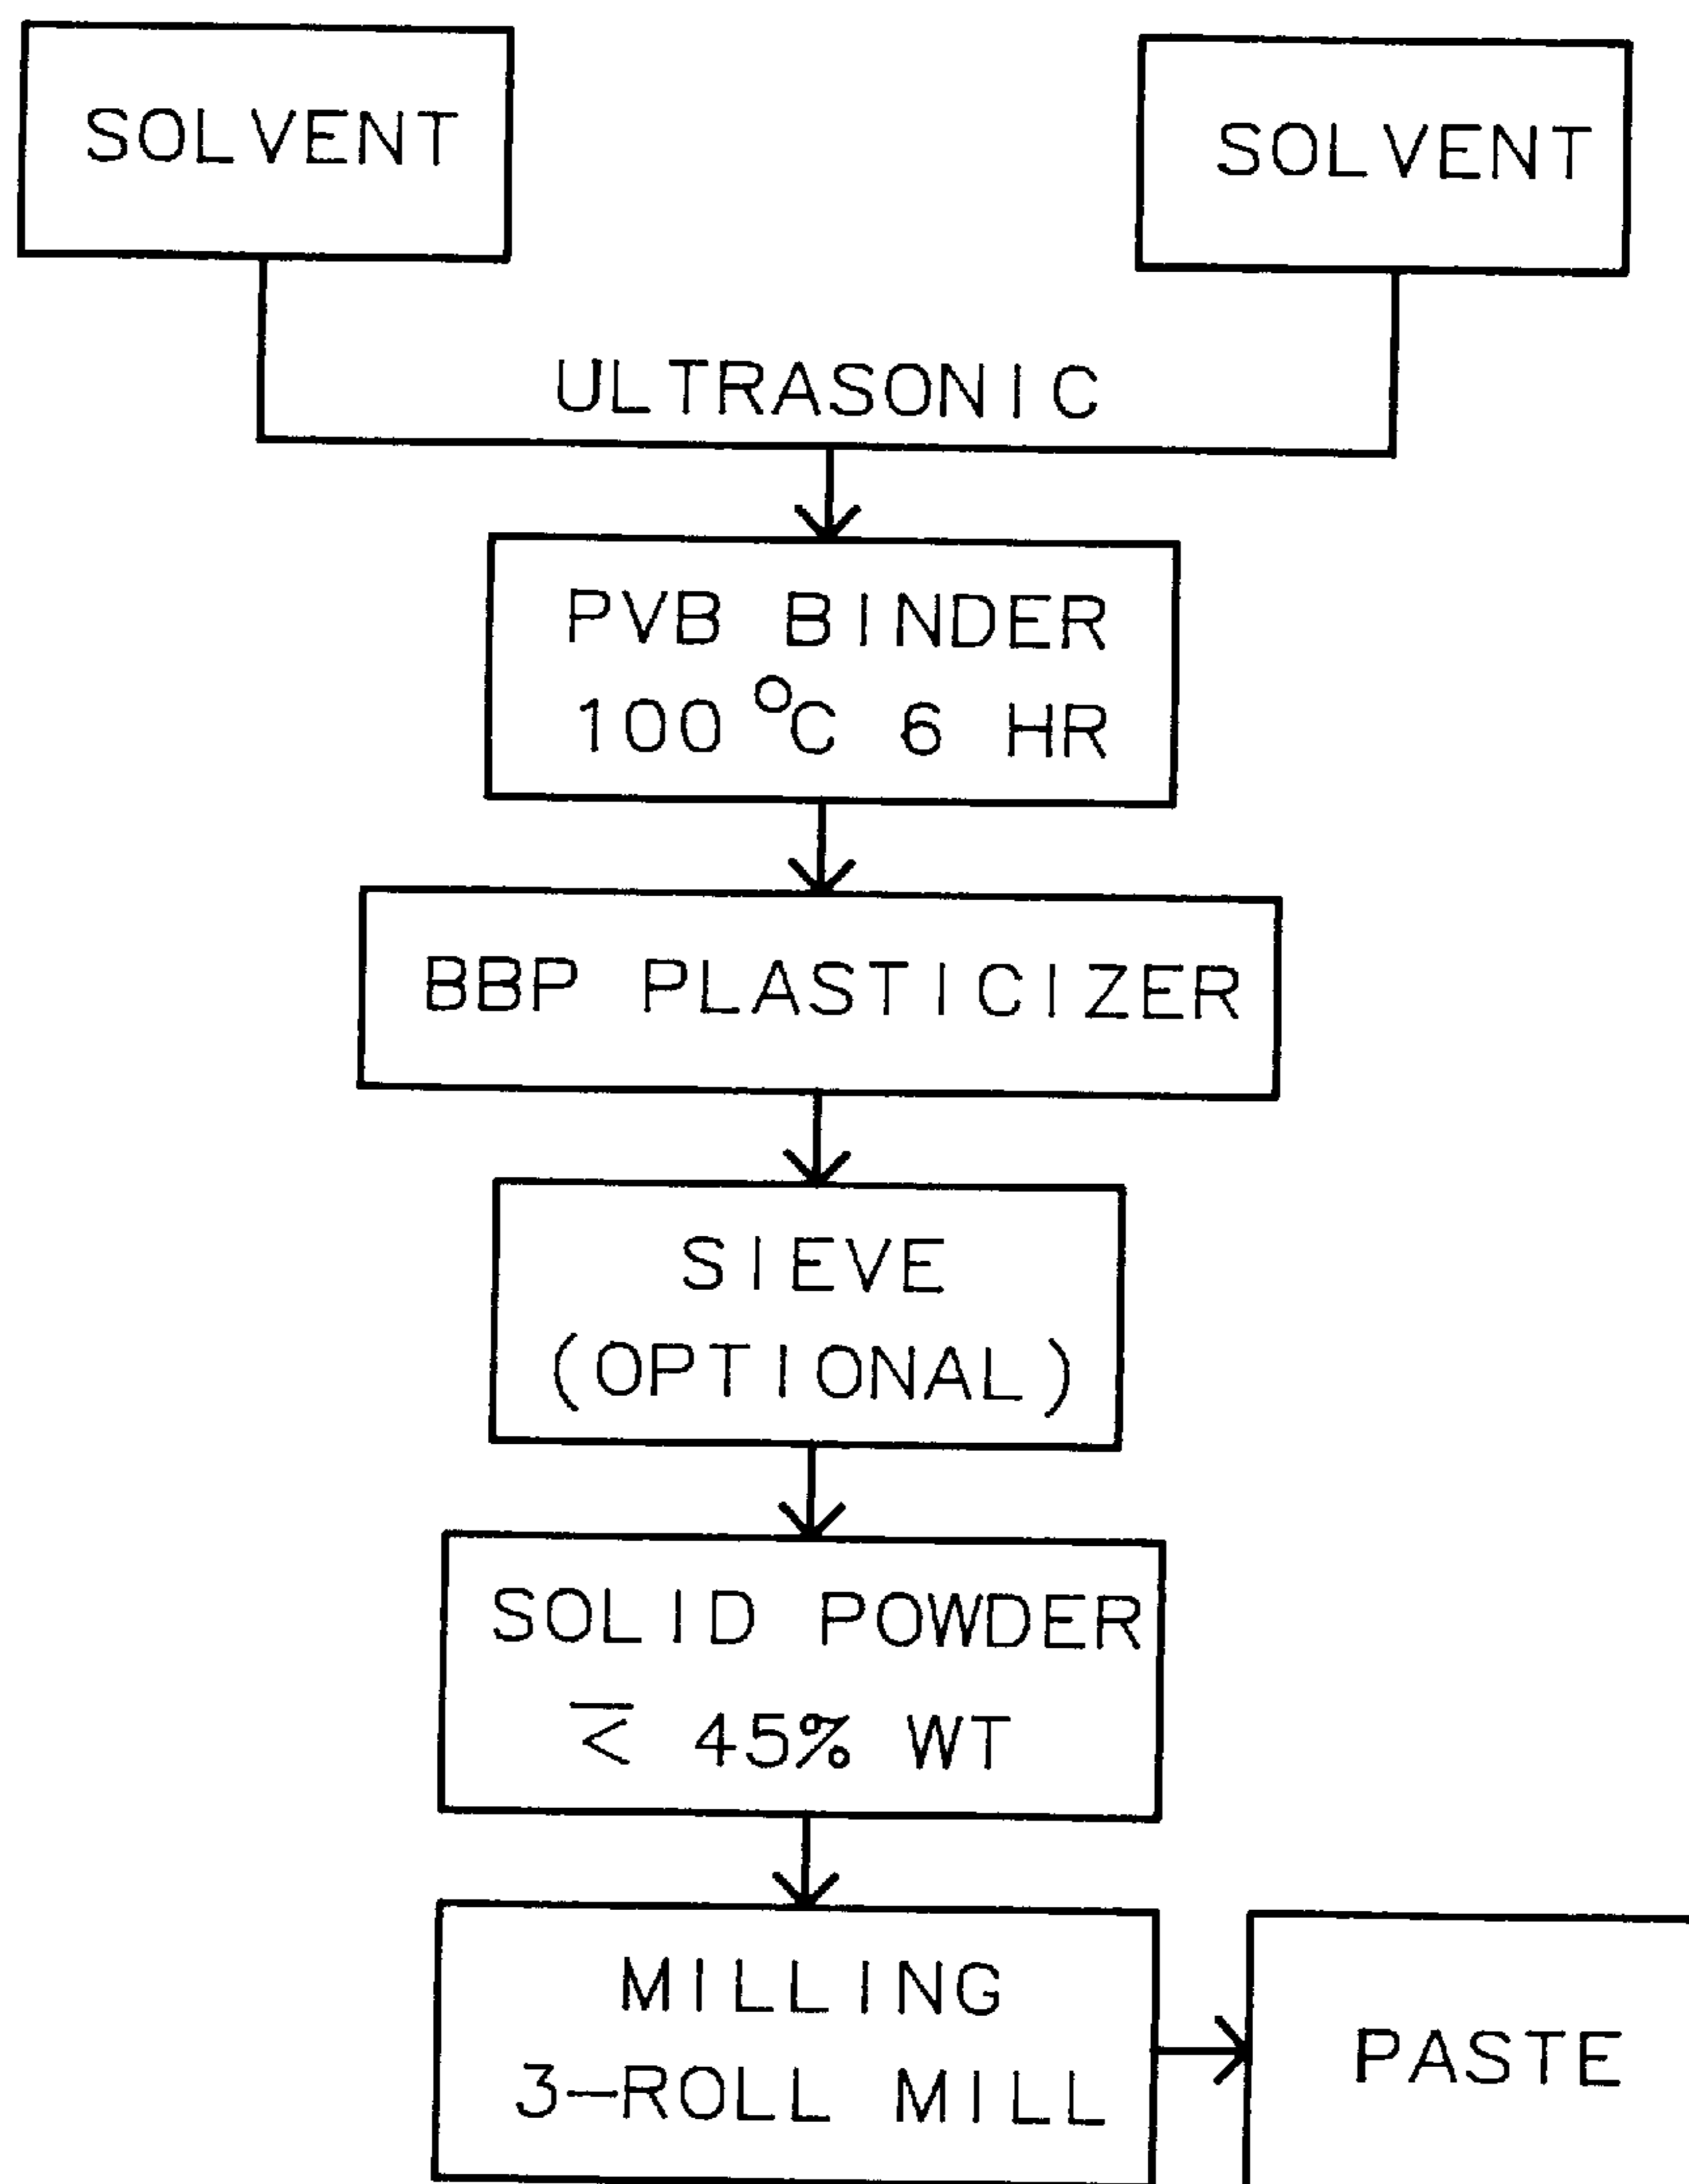 SOLVENT
SOLVENT
ULTRASONIC
PVB BINDER
100 °C 6 HR
BBP PLASTICIZER
SIEVE
(OPTIONAL)
SOLID POWDER
⋜ 45% WT
MILLING
3-ROLL MILL
PASTE